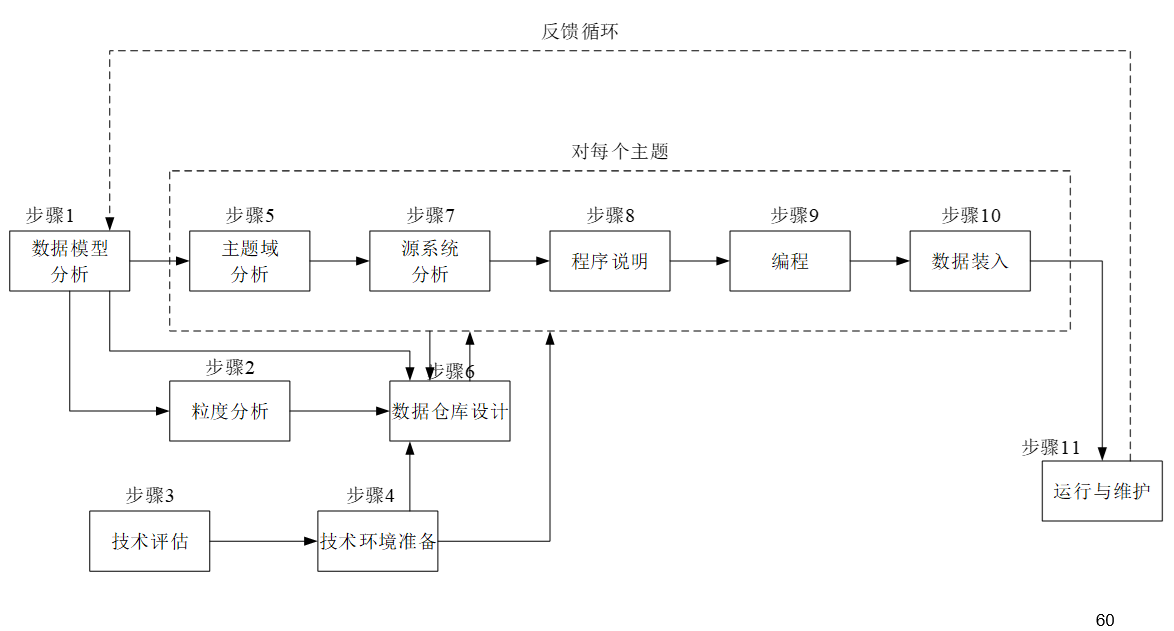 反馈循环
对每个主题
步骤1
步骤5
步骤7
步骤8
步骤9
步骤10
数据模型
分析
主题域
分析
源系统
分析
程序说明
编程
数据装入
步骤2
步骤6
粒度分析
数据仓库设计
步骤11
运行与维护
步骤3
步骤4
技术评估
技术环境准备
60